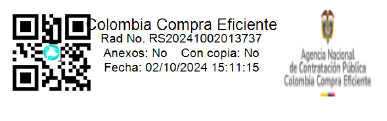 Colombia Compra Eficiente
Rad No. RS20241002013737
Anexos: No Con copia: No
Fecha: 02/10/2024 15:11:15
Agencia Nacional
de Contratación Pública
Colombia Compra Eficiente